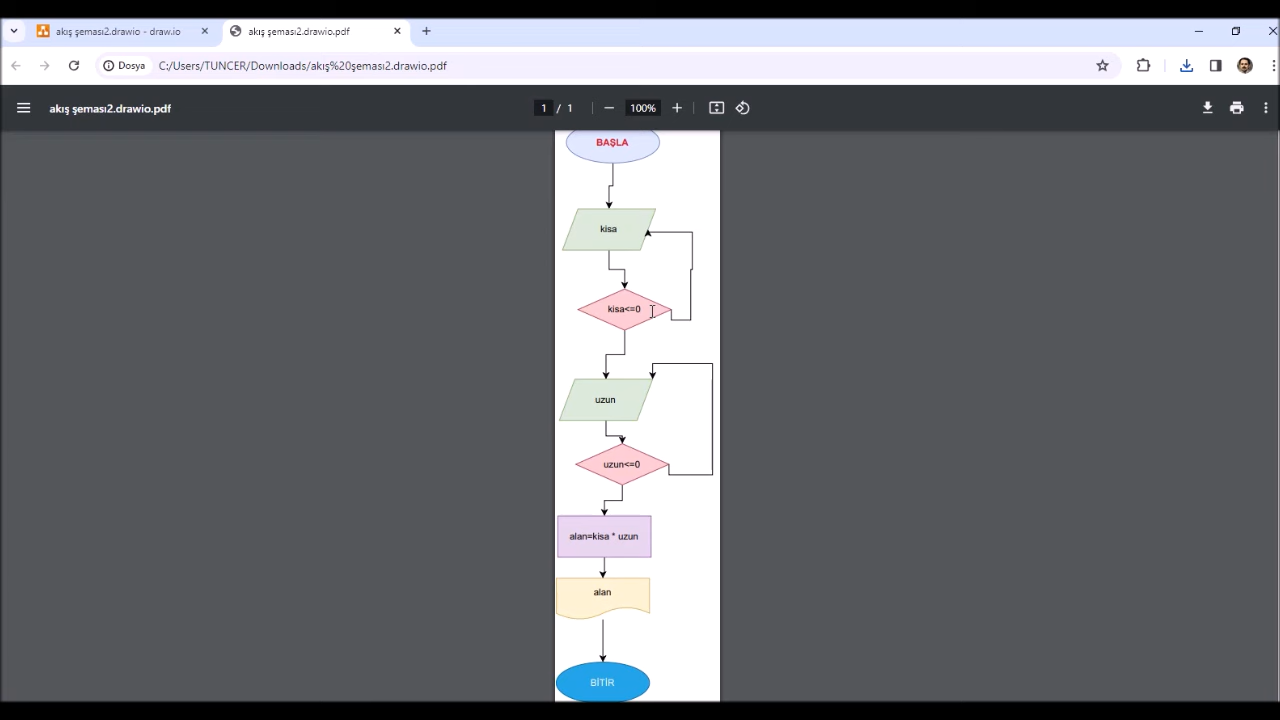 akış şeması2.drawio - draw.io
akış şeması2.drawio.pdf
Dosya
C:/Users/TUNCER/Downloads/akış%20şeması2.drawio.pdf
akış şeması2.drawio.pdf
1 / 1
100%
BAŞLA
kisa
kisa<=0
uzun
uzun<=0
alan=kisa * uzun
alan
BİTİR